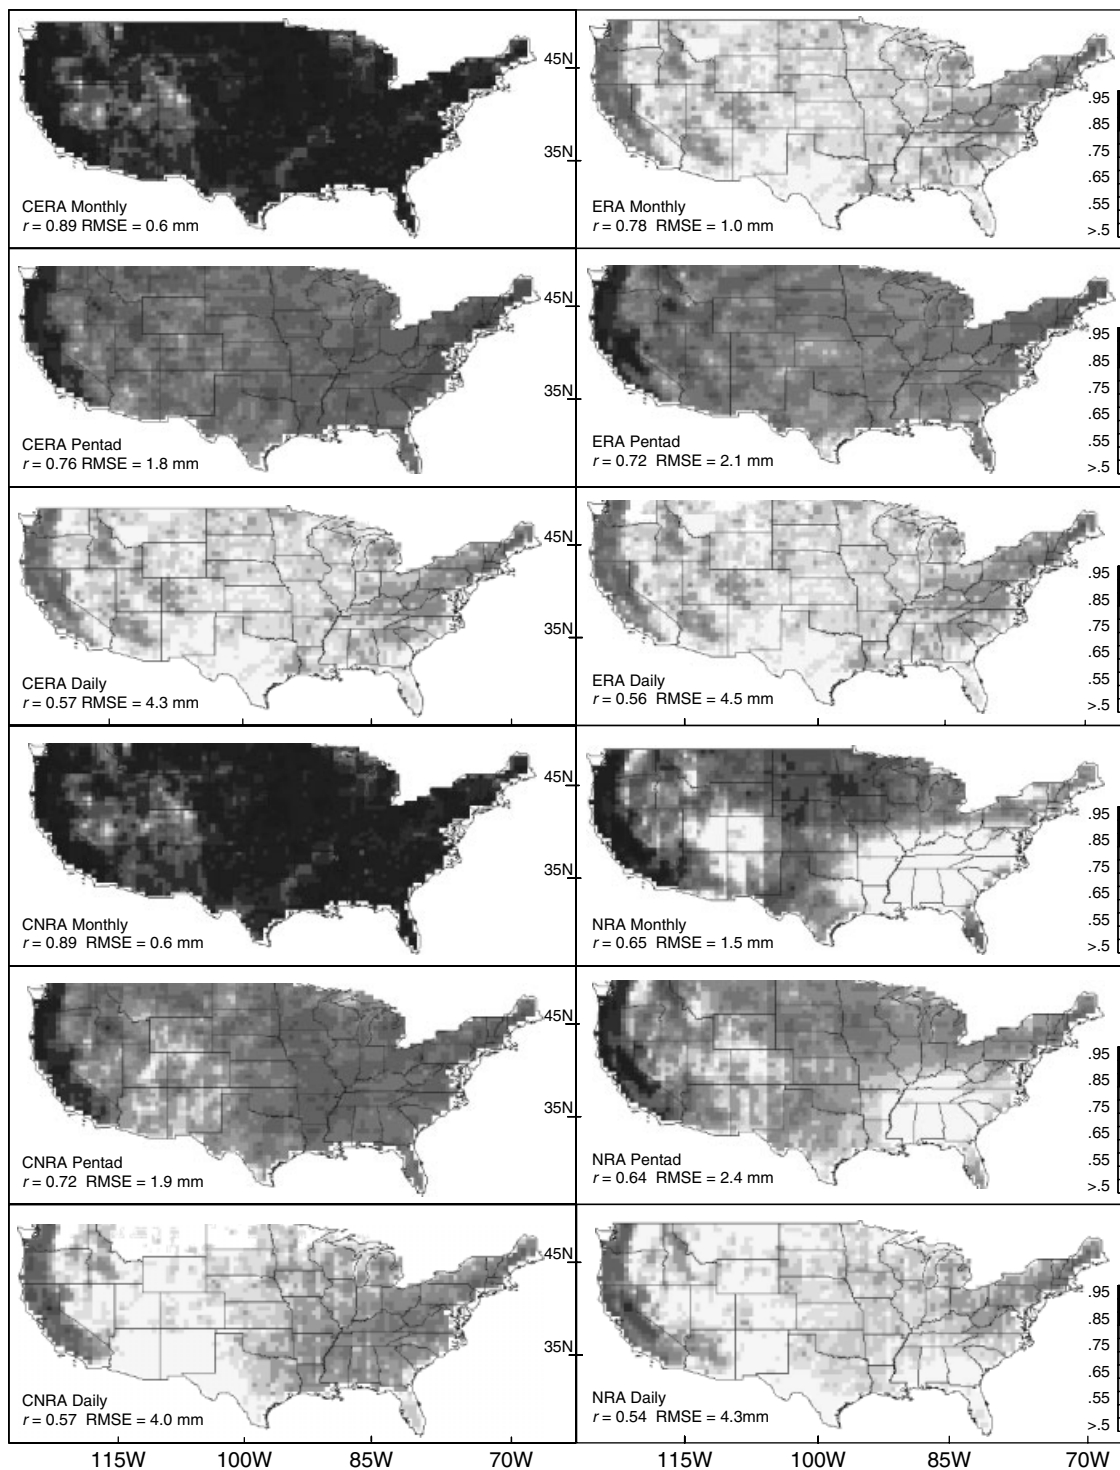 45N
35N
CERA Monthly
r = 0.89 RMSE = 0.6 mm
ERA Monthly
r = 0.78 RMSE = 1.0 mm
.95
.85
.75
.65
.55
>.5
45N
35N
CERA Pentad
r = 0.76 RMSE = 1.8 mm
ERA Pentad
r = 0.72 RMSE = 2.1 mm
.95
.85
.75
.65
.55
>.5
45N
35N
CERA Daily
r = 0.57 RMSE = 4.3 mm
ERA Daily
r = 0.56 RMSE = 4.5 mm
.95
.85
.75
.65
.55
>.5
45N
35N
CNRA Monthly
r = 0.89 RMSE = 0.6 mm
NRA Monthly
r = 0.65 RMSE = 1.5 mm
.95
.85
.75
.65
.55
>.5
45N
35N
CNRA Pentad
r = 0.72 RMSE = 1.9 mm
NRA Pentad
r = 0.64 RMSE = 2.4 mm
.95
.85
.75
.65
.55
>.5
45N
35N
CNRA Daily
r = 0.57 RMSE = 4.0 mm
NRA Daily
r = 0.54 RMSE = 4.3mm
.95
.85
.75
.65
.55
>.5
115W 100W 85W 70W
115W 100W 85W 70W